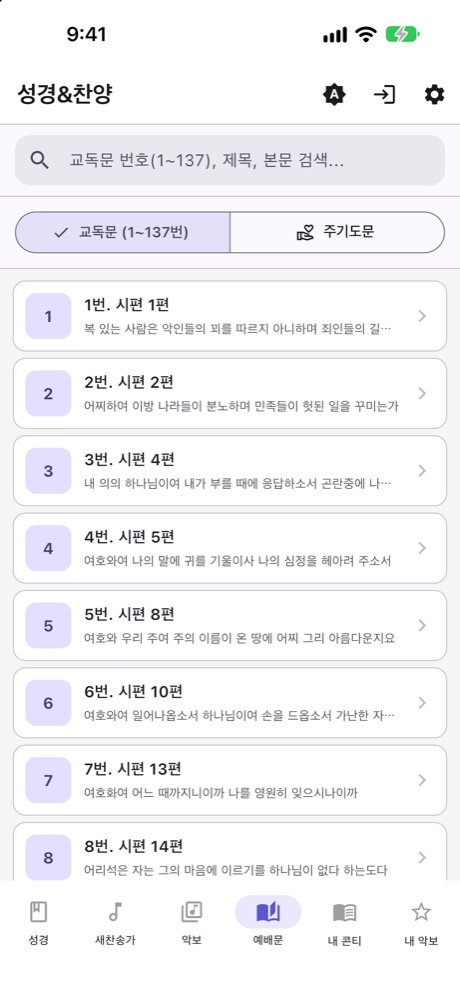 9:41
성경&찬양
A
교독문 번호(1~137), 제목, 본문 검색...
교독문 (1~137번)
주기도문
1
1번. 시편 1편
복 있는 사람은 악인들의 꾀를 따르지 아니하며 죄인들의 길…
2
2번. 시편 2편
어찌하여 이방 나라들이 분노하며 민족들이 헛된 일을 꾸미는가
3
3번. 시편 4편
내 의의 하나님이여 내가 부를 때에 응답하소서 곤란중에 나…
4
4번. 시편 5편
여호와여 나의 말에 귀를 기울이사 나의 심정을 헤아려 주소서
5
5번. 시편 8편
여호와 우리 주여 주의 이름이 온 땅에 어찌 그리 아름다운지요
6
6번. 시편 10편
여호와여 일어나옵소서 하나님이여 손을 드옵소서 가난한 자…
7
7번. 시편 13편
여호화여 어느 때까지니이까 나를 영원히 잊으시나이까
8
8번. 시편 14편
어리석은 자는 그의 마음에 이르기를 하나님이 없다 하는도다
성경
새찬송가
악보
예배문
내 콘티
내 악보